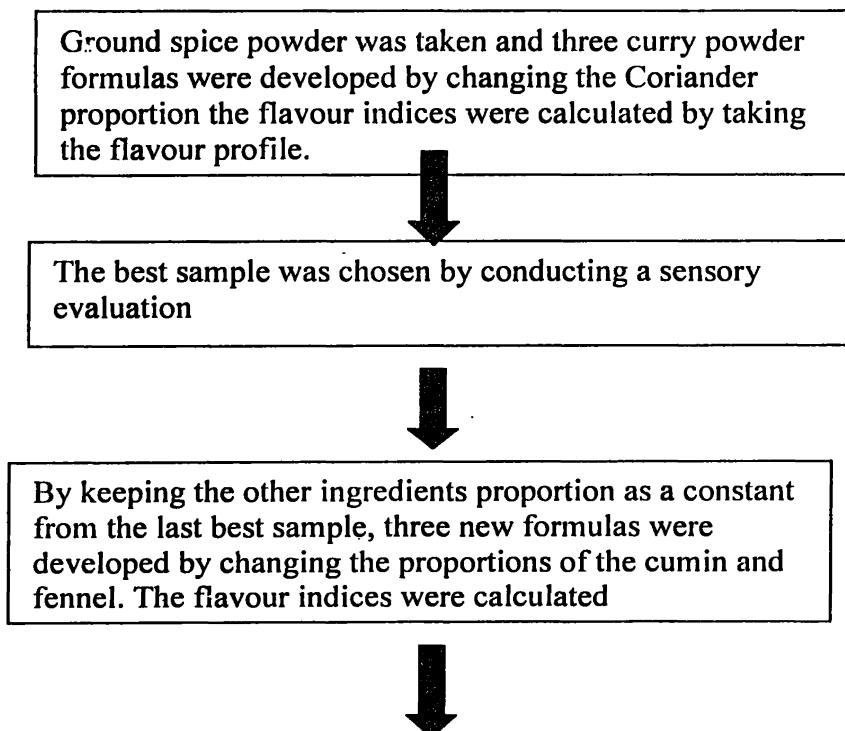 Ground spice powder was taken and three curry powder
formulas were developed by changing the Coriander
proportion the flavour indices were calculated by taking
the flavour profile.
The best sample was chosen by conducting a sensory
evaluation
By keeping the other ingredients proportion as a constant
from the last best sample, three new formulas were
developed by changing the proportions of the cumin and
fennel. The flavour indices were calculated